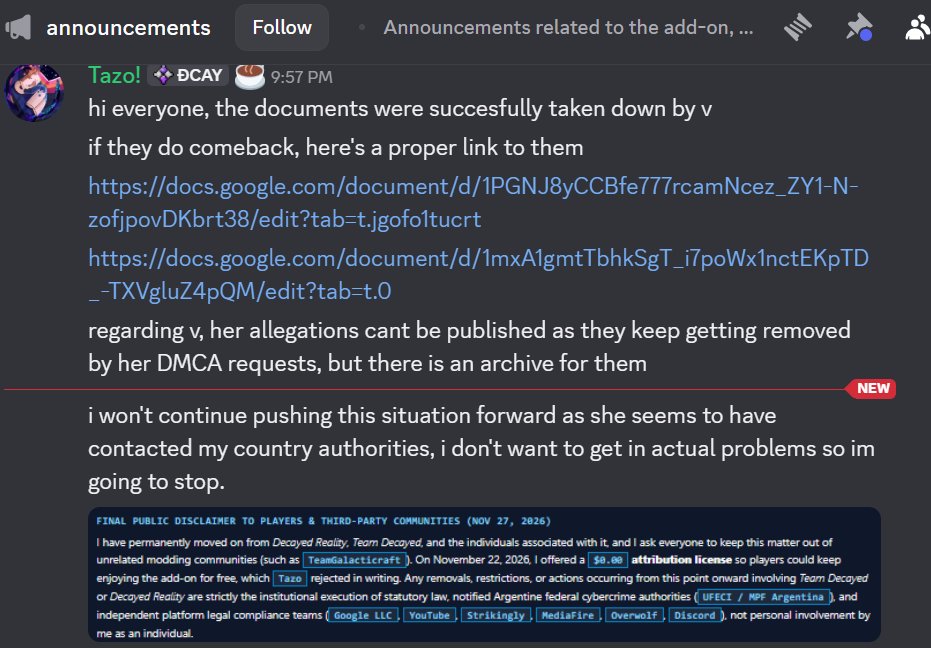 announcements Follow • Announcements related to the add-on, ...
Tazo! ĐCAY 9:57 PM
hi everyone, the documents were succesfully taken down by v
if they do comeback, here's a proper link to them
https://docs.google.com/document/d/1PGNJ8yCCBfe777rcamNcez_ZY1-N-
zofjpovDKbrt38/edit?tab=t.jgofo1tucrt
https://docs.google.com/document/d/1mxA1gmtTbhkSgT_i7poWx1nctEKpTD
_-TXVgluZ4pQM/edit?tab=t.0
regarding v, her allegations cant be published as they keep getting removed
by her DMCA requests, but there is an archive for them
NEW
i won't continue pushing this situation forward as she seems to have
contacted my country authorities, i don't want to get in actual problems so im
going to stop.
FINAL PUBLIC DISCLAIMER TO PLAYERS & THIRD-PARTY COMMUNITIES (NOV 27, 2026)
I have permanently moved on from Decayed Reality, Team Decayed, and the individuals associated with it, and I ask everyone to keep this matter out of
unrelated modding communities (such as TeamGalacticraft). On November 22, 2026, I offered a $0.00 attribution license so players could keep
enjoying the add-on for free, which Tazo rejected in writing. Any removals, restrictions, or actions occurring from this point onward involving Team Decayed
or Decayed Reality are strictly the institutional execution of statutory law, notified Argentine federal cybercrime authorities (UFECI / MPF Argentina), and
independent platform legal compliance teams (Google LLC, YouTube, Strikingly, MediaFire, Overwolf, Discord), not personal involvement by
me as an individual.